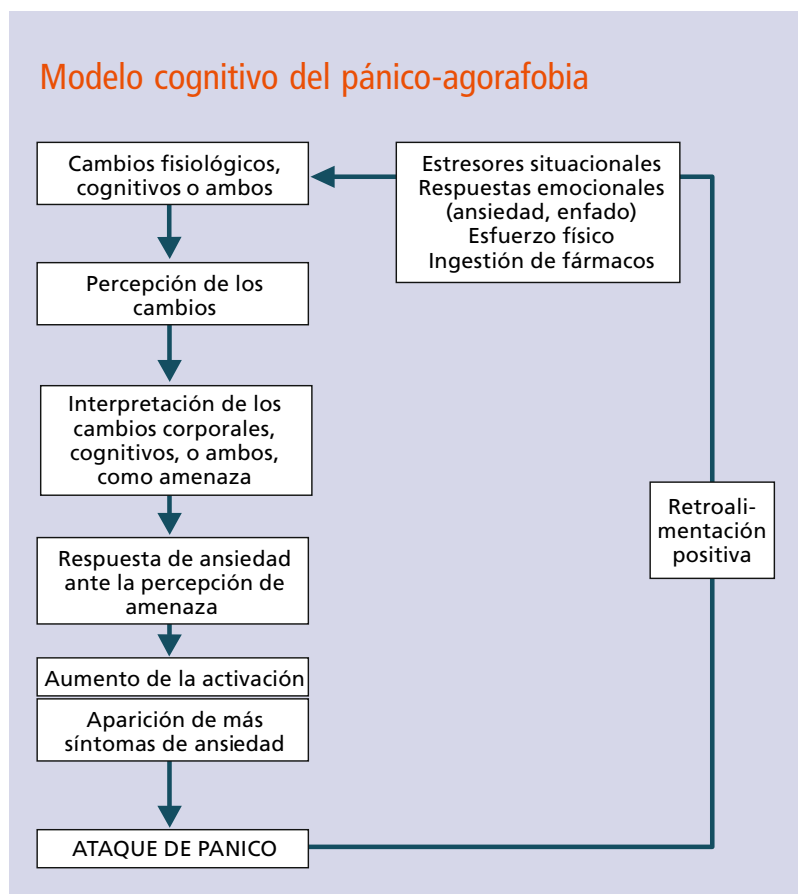 Modelo cognitivo del pánico-agorafobia
Cambios fisiológicos,
cognitivos o ambos
Estresores situacionales
Respuestas emocionales
(ansiedad, enfado)
Esfuerzo físico
Ingestión de fármacos
Percepción de los
cambios
Interpretación de los
cambios corporales,
cognitivos, o ambos,
como amenaza
Retroali-
mentación
positiva
Respuesta de ansiedad
ante la percepción de
amenaza
Aumento de la activación
Aparición de más
síntomas de ansiedad
ATAQUE DE PANICO